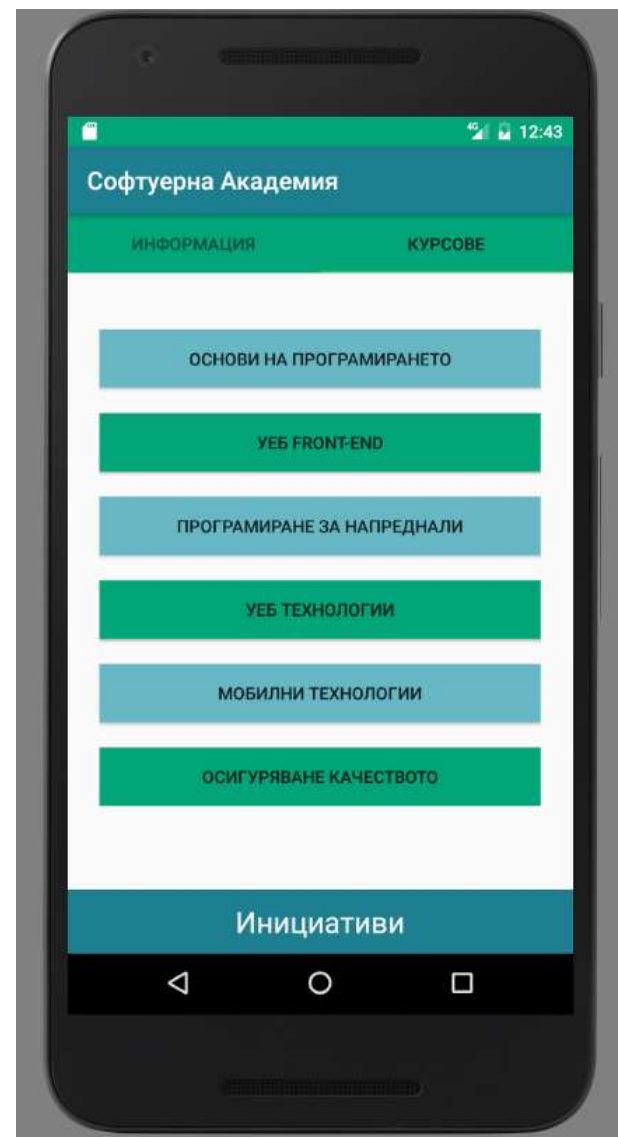 4G 12:43
Софтуерна Академия
ИНФОРМАЦИЯ КУРСОВЕ
ОСНОВИ НА ПРОГРАМИРАНЕТО
УЕБ FRONT-END
ПРОГРАМИРАНЕ ЗА НАПРЕДНАЛИ
УЕБ ТЕХНОЛОГИИ
МОБИЛНИ ТЕХНОЛОГИИ
ОСИГУРЯВАНЕ КАЧЕСТВОТО
Инициативи